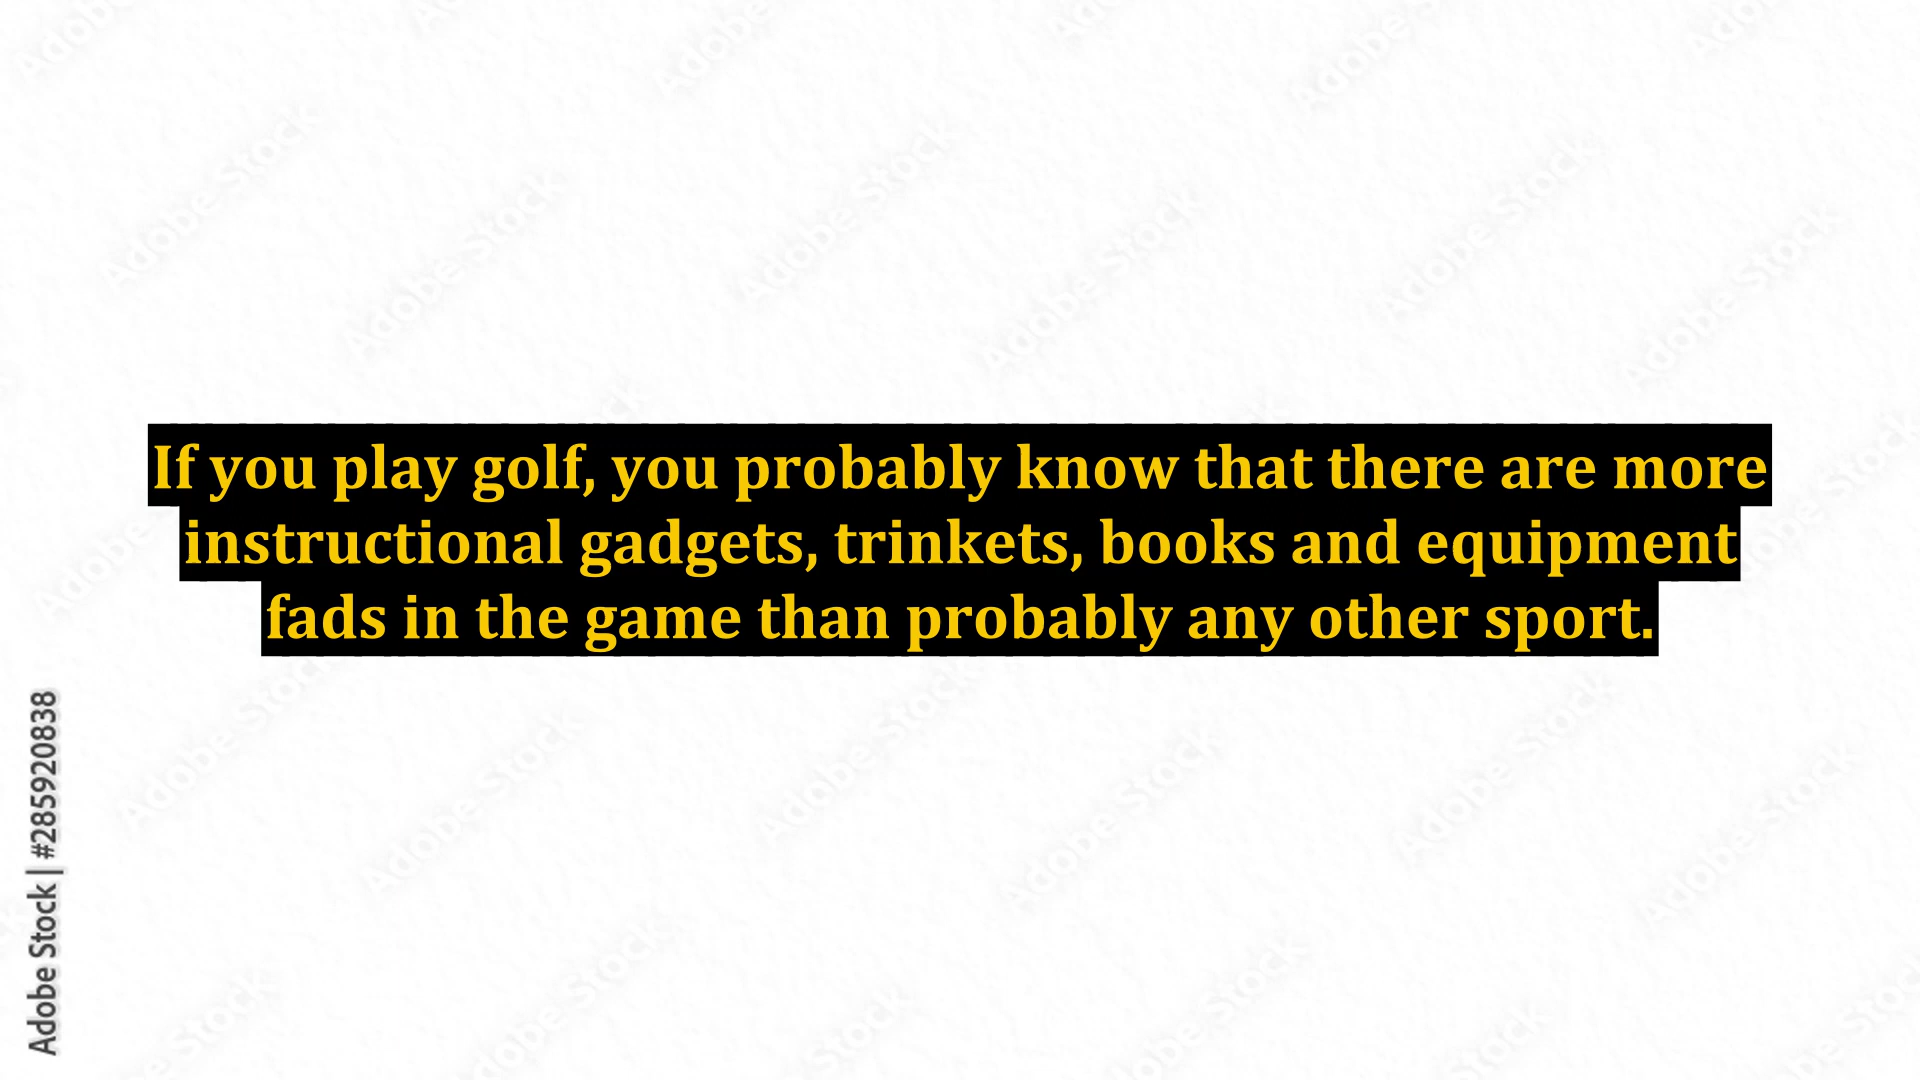 If you play golf, you probably know that there are more
instructional gadgets, trinkets, books and equipment
fads in the game than probably any other sport.
Adobe Stock | #285920838